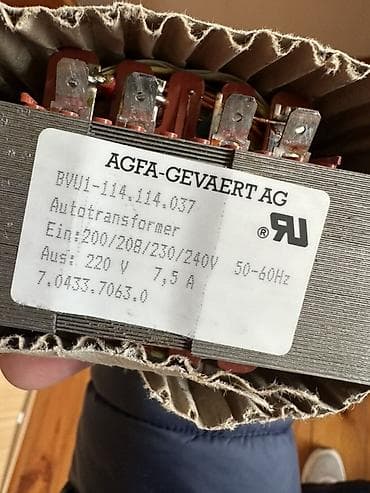 AGFA-GEVAERT AG
BVU1-114.114.037
Autotransformer
Ein:200/208/230/240V 50-60Hz
Aus: 220 V 7,5 A
7.0433.7063.0
®